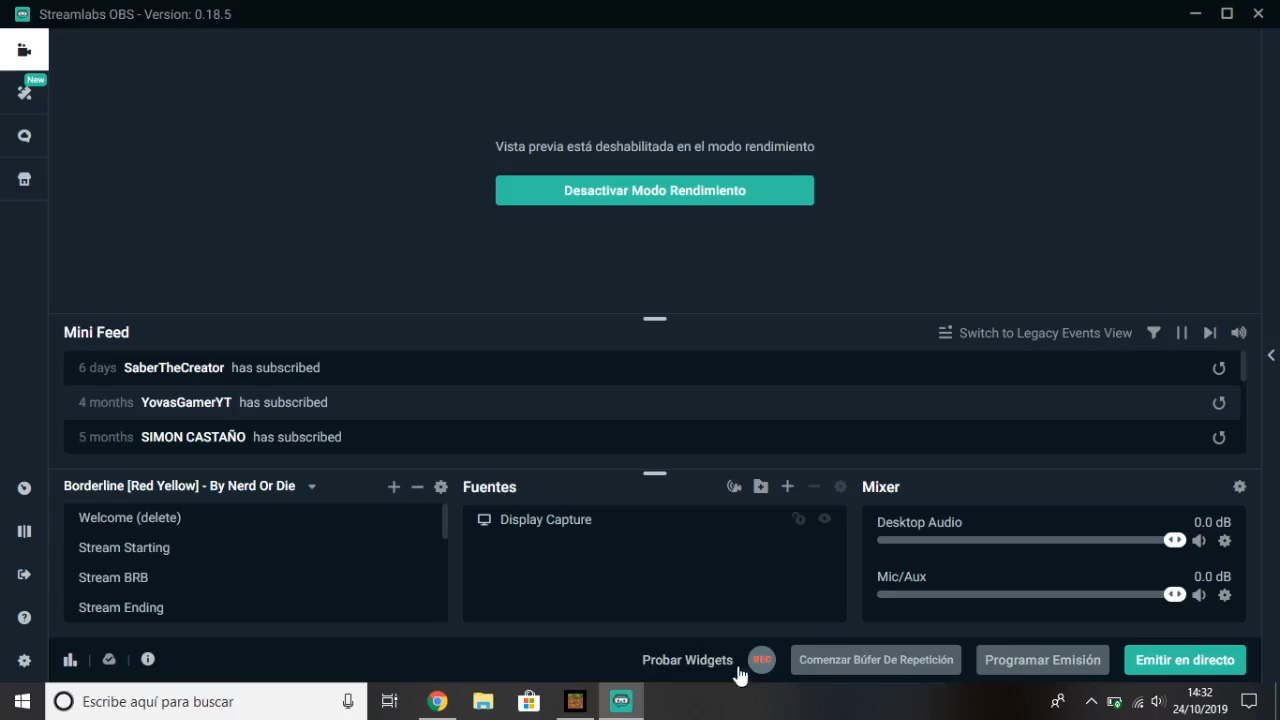 Streamlabs OBS - Version: 0.18.5
New
Vista previa está deshabilitada en el modo rendimiento
Desactivar Modo Rendimiento
Mini Feed
Switch to Legacy Events View
6 days SaberTheCreator has subscribed
4 months YovasGamerYT has subscribed
5 months SIMON CASTAÑO has subscribed
Borderline [Red Yellow] - By Nerd Or Die
Welcome (delete)
Stream Starting
Stream BRB
Stream Ending
Fuentes
Display Capture
Mixer
Desktop Audio 0.0 dB
Mic/Aux 0.0 dB
Probar Widgets REC Comenzar Búfer De Repetición Programar Emisión Emitir en directo
Escribe aquí para buscar
14:32
24/10/2019